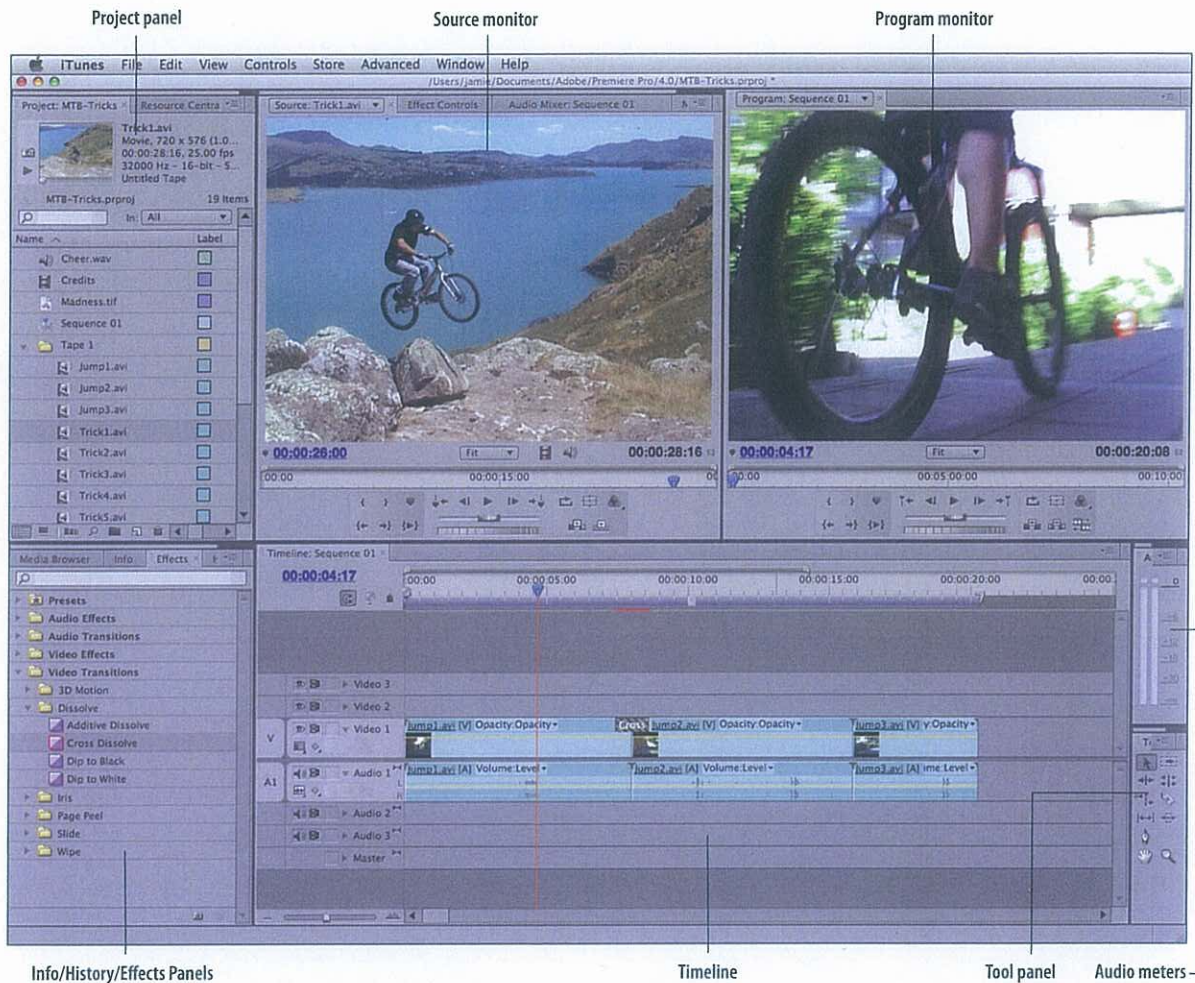 Project panel
Source monitor
Program monitor
iTunes File Edit View Controls Store Advanced Window Help
/Users/jamie/Documents/Adobe/Premiere Pro/4.0/MTB-Tricks.prproj *
Project: MTB-Tricks × Resource Centra
Trick1.avi
Movie, 720 x 576 (1.0...
00:00:28:16, 25.00 fps
32000 Hz - 16-bit - S...
Untitled Tape
MTB-Tricks.prproj 19 Items
In: All
Name Label
Cheer.wav
Credits
Madness.tif
Sequence 01
Tape 1
Jump1.avi
Jump2.avi
Jump3.avi
Trick1.avi
Trick2.avi
Trick3.avi
Trick4.avi
Trick5.avi
Source: Trick1.avi Effect Controls Audio Mixer: Sequence 01
00:00:26:00 Fit 00:00:28:16
00:00 00:00:15:00 00
Program: Sequence 01 ×
00:00:04:17 Fit 00:00:20:08
00:00 00:05:00:00 00:10:00
Media Browser Info Effects ×
Presets
Audio Effects
Audio Transitions
Video Effects
Video Transitions
3D Motion
Dissolve
Additive Dissolve
Cross Dissolve
Dip to Black
Dip to White
Iris
Page Peel
Slide
Wipe
Timeline: Sequence 01 ×
00:00:04:17 00:00 00:00:05:00 00:00:10:00 00:00:15:00 00:00:20:00 00:00
Video 3
Video 2
V Video 1 Jump1.avi [V] Opacity:Opacity Cross Jump2.avi [V] Opacity:Opacity Jump3.avi [V] y:Opacity
A1 Audio 1 Jump1.avi [A] Volume:Level Jump2.avi [A] Volume:Level Jump3.avi [A] ime:Level
L
R
Audio 2
Audio 3
Master
A
0
Info/History/Effects Panels
Timeline
Tool panel
Audio meters